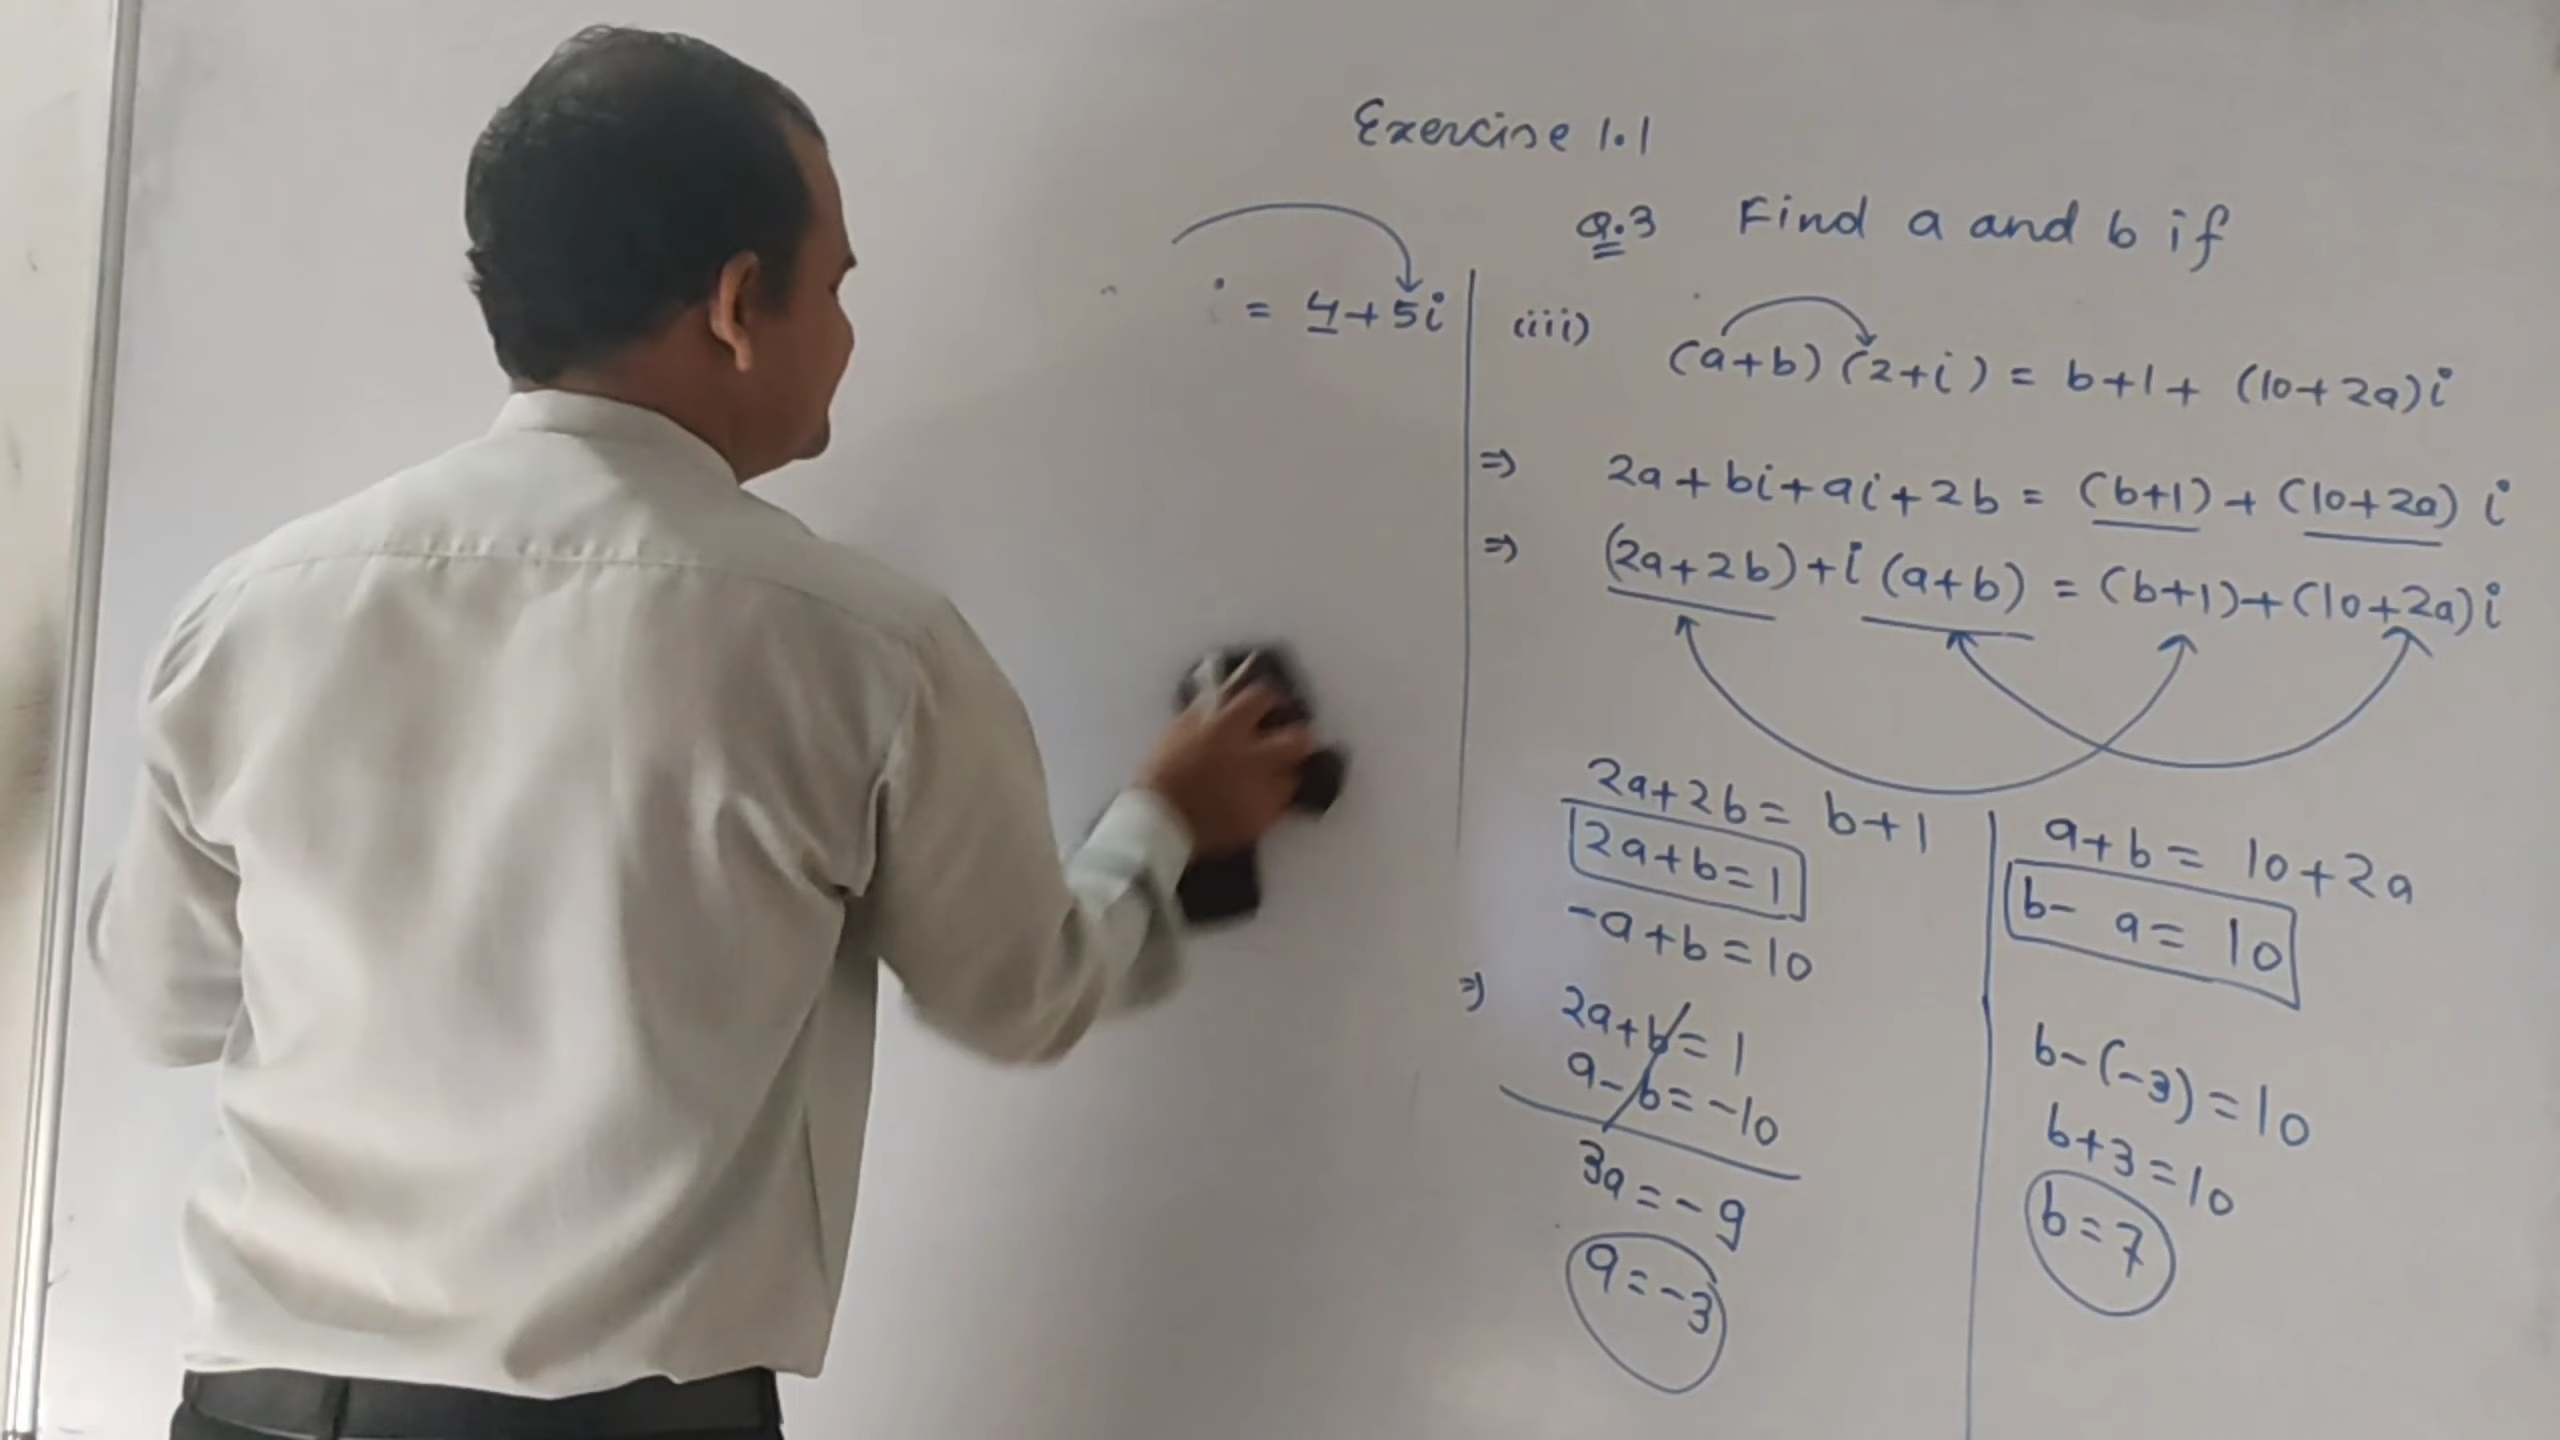 Exercise 1.1
Q.3 Find a and b if
i = 4+5i
(iii) (a+b)(2+i) = b+1+ (10+2a)i
⇒ 2a+bi+ai+2b = (b+1)+(10+2a) i
⇒ (2a+2b)+i(a+b) = (b+1)+(10+2a)i
2a+2b= b+1
2a+b=1
-a+b=10
⇒ 2a+b=1
a-b=-10
3a=-9
a=-3
a+b= 10+2a
b- a= 10
b-(-3)=10
b+3=10
b=7